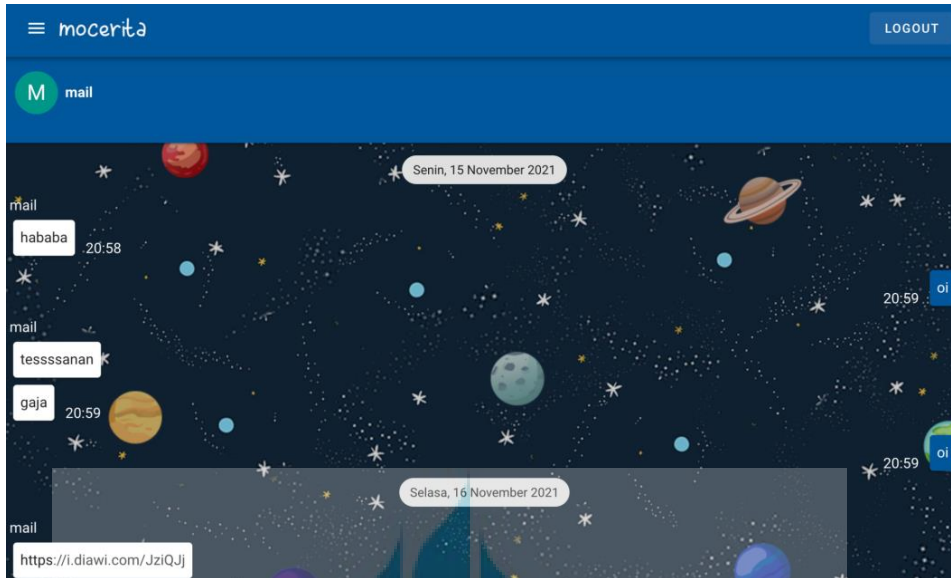 mocerita
LOGOUT
M
mail
Senin, 15 November 2021
mail
hababa
20:58
20:59
oi
mail
tessssanan
gaja
20:59
20:59
oi
Selasa, 16 November 2021
mail
https://i.diawi.com/JziQJj